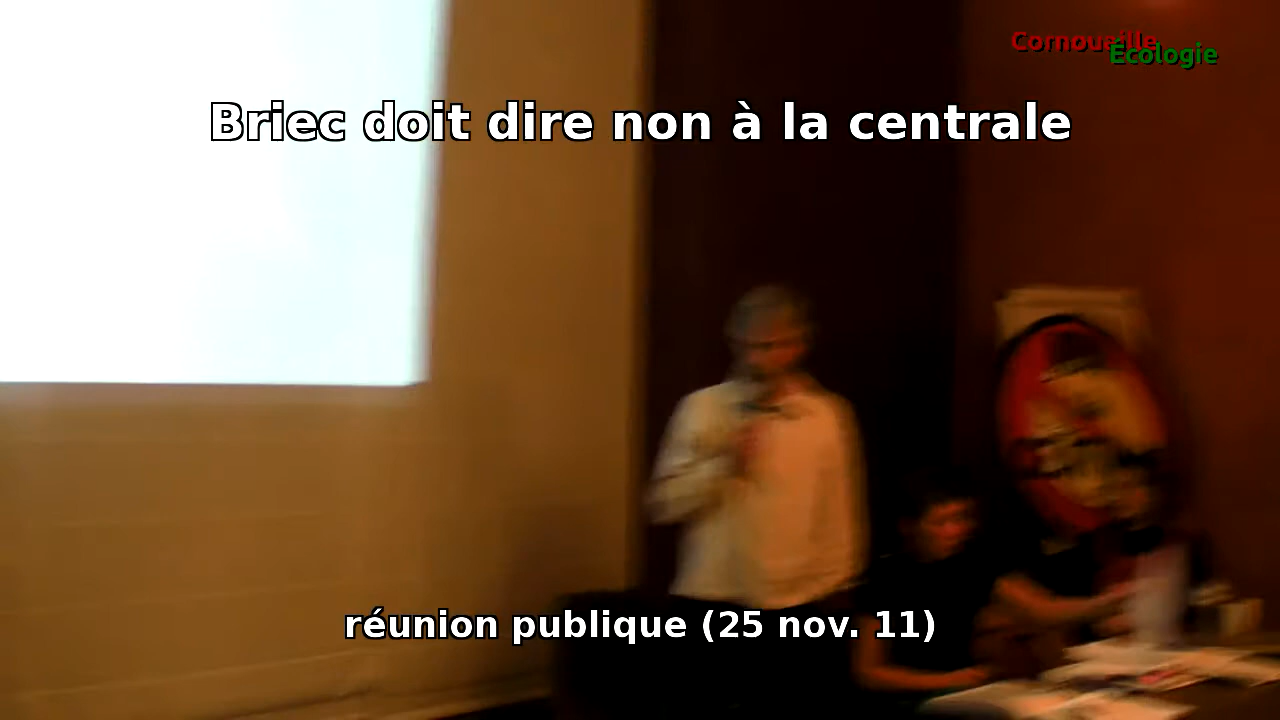 Cornouaille
Écologie
Briec doit dire non à la centrale
réunion publique (25 nov. 11)